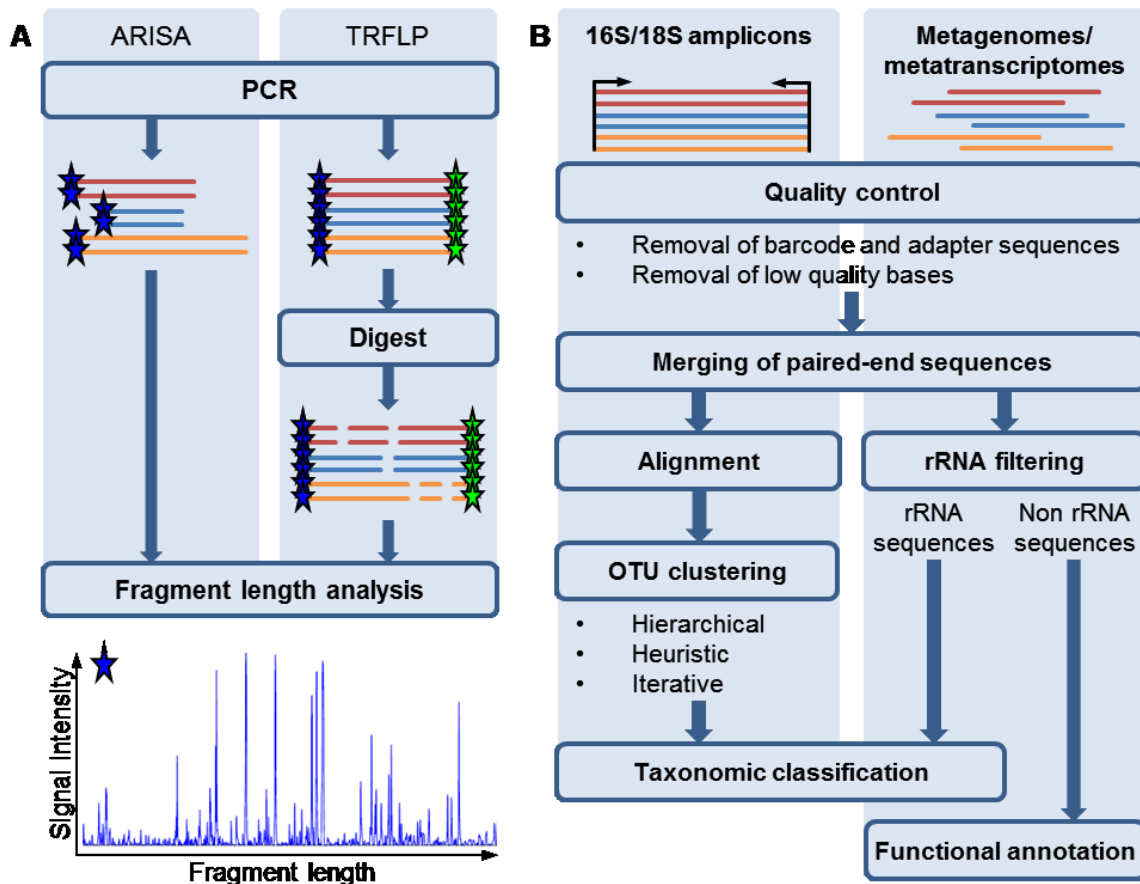 A
ARISA
TRFLP
PCR
Digest
Fragment length analysis
Signal Intensity
Fragment length
B
16S/18S amplicons
Metagenomes/
metatranscriptomes
Quality control
• Removal of barcode and adapter sequences
• Removal of low quality bases
Merging of paired-end sequences
Alignment
rRNA filtering
rRNA
sequences
Non rRNA
sequences
OTU clustering
• Hierarchical
• Heuristic
• Iterative
Taxonomic classification
Functional annotation